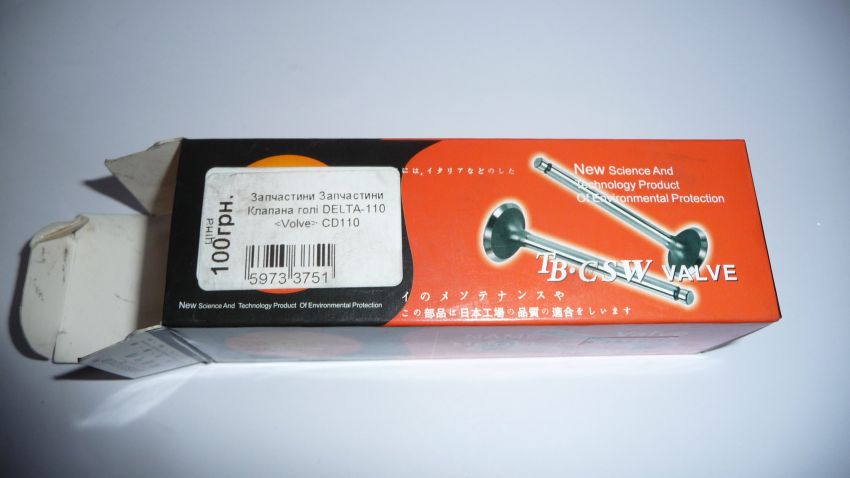 Запчастини Запчастини
Клапана голі DELTA-110
<Volve> CD110
ціна
100грн.
5973 3751
New Science And Technology Product Of Environmental Protection
には,イタリアなどのした
New Science And
Technology Product
Of Environmental Protection
TB·CSW VALVE
イのメソテナンスや
この部品は日本工場の品質の適合をしぃます